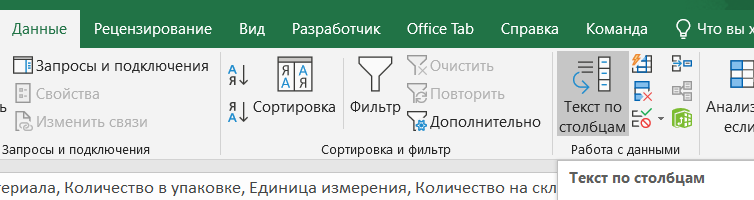 Данные Рецензирование Вид Разработчик Office Tab Справка Команда Что вы х
Запросы и подключения
Свойства
Изменить связи
Запросы и подключения
Сортировка
Фильтр
Очистить
Повторить
Дополнительно
Сортировка и фильтр
Текст по
столбцам
Работа с данными
Анализ
если
териала, Количество в упаковке, Единица измерения, Количество на скл
Текст по столбцам